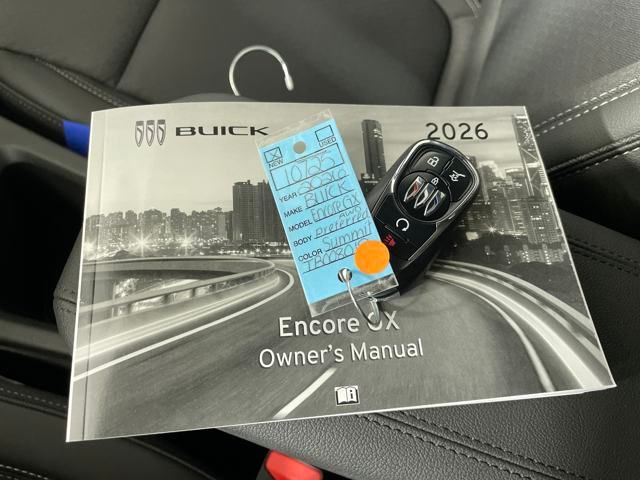 BUICK
2026
NEW
USED
10725
YEAR 2026
MAKE BUICK
MODEL Encore GX
BODY Preferred
COLOR Summit
Encore GX
Owner's Manual